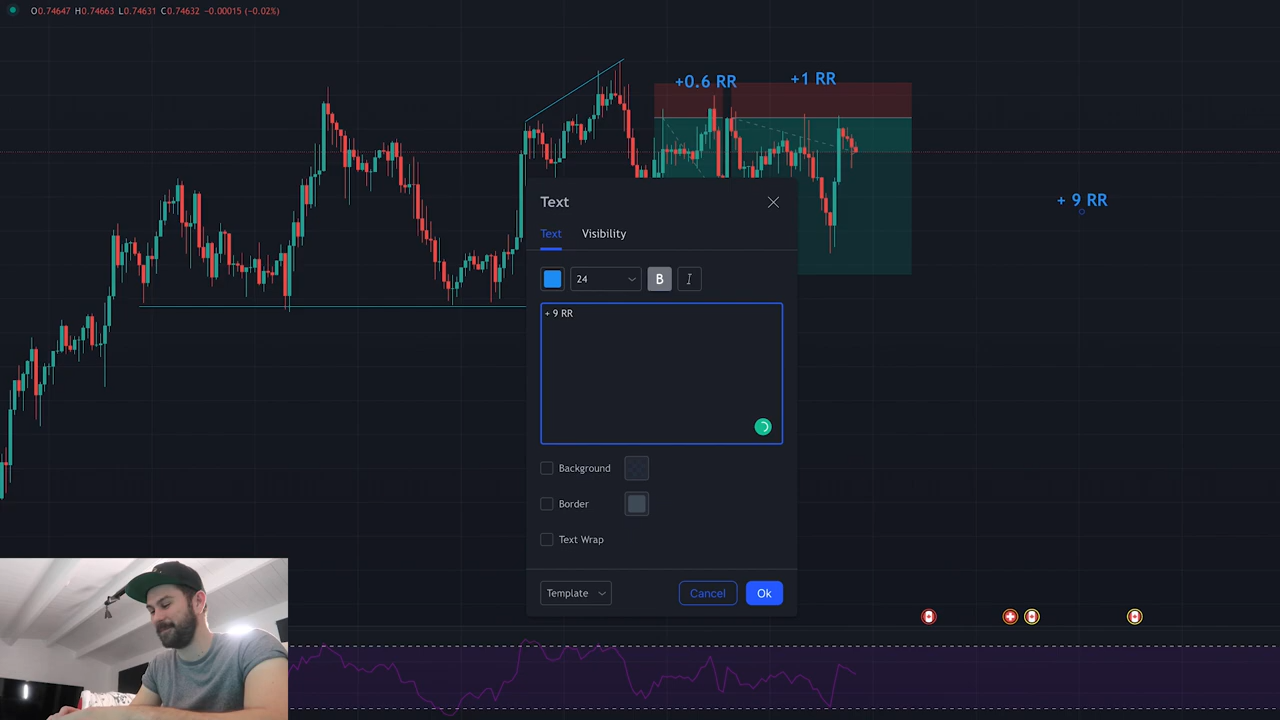 O0.74647 H0.74663 L0.74631 C0.74632 −0.00015 (−0.02%)
+0.6 RR
+1 RR
+ 9 RR
Text
Text Visibility
24 B I
+ 9 RR
Background
Border
Text Wrap
Template Cancel Ok